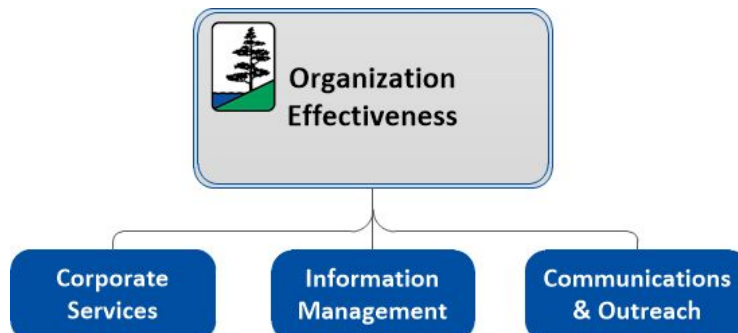 Organization
Effectiveness
Corporate
Services
Information
Management
Communications
& Outreach